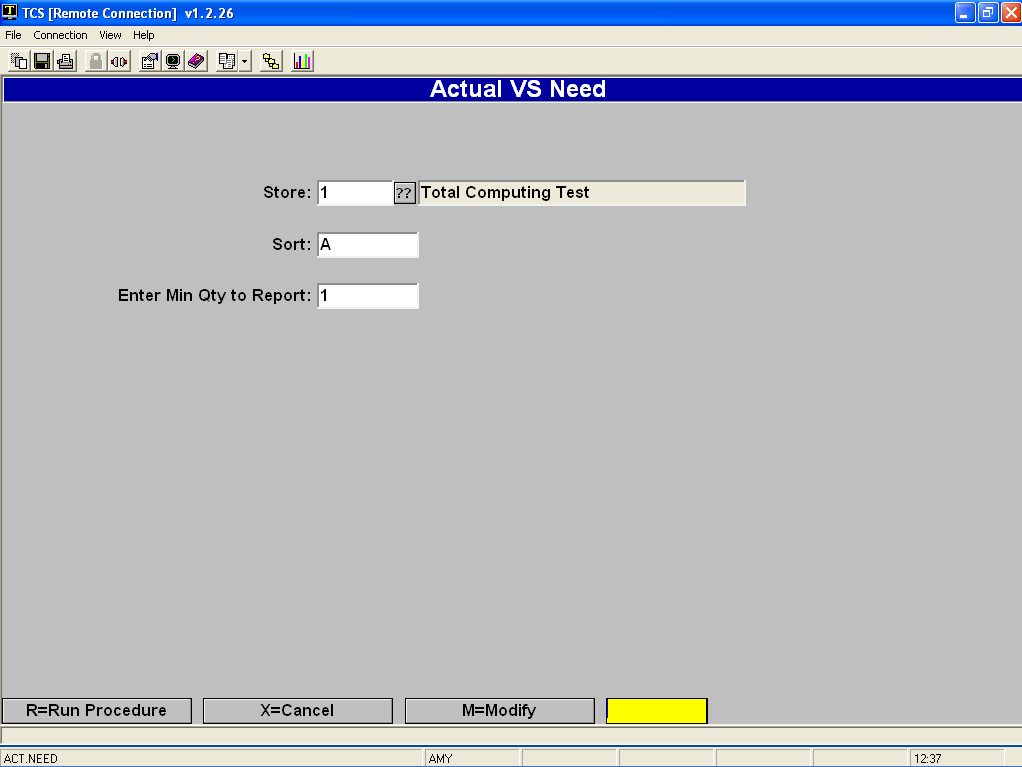 TCS [Remote Connection] v1.2.26
File Connection View Help
Actual VS Need
Store: 1 ?? Total Computing Test
Sort: A
Enter Min Qty to Report: 1
R=Run Procedure X=Cancel M=Modify
ACT.NEED AMY 12:37